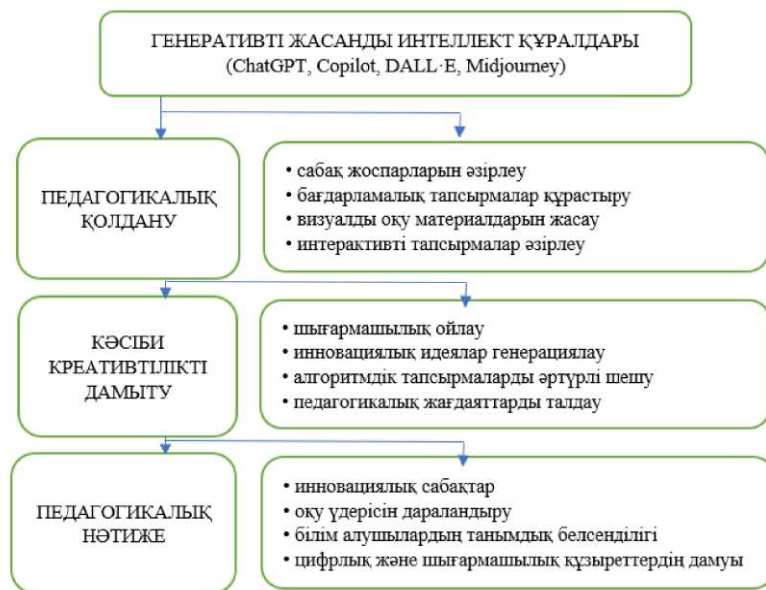 ГЕНЕРАТИВТІ ЖАСАНДЫ ИНТЕЛЛЕКТ ҚҰРАЛДАРЫ
(ChatGPT, Copilot, DALL·E, Midjourney)
ПЕДАГОГИКАЛЫҚ
ҚОЛДАНУ
• сабақ жоспарларын әзірлеу
• бағдарламалық тапсырмалар құрастыру
• визуалды оқу материалдарын жасау
• интерактивті тапсырмалар әзірлеу
КӘСІБИ
КРЕАТИВТІЛІКТІ
ДАМЫТУ
• шығармашылық ойлау
• инновациялық идеялар генерациялау
• алгоритмдік тапсырмаларды әртүрлі шешу
• педагогикалық жағдаяттарды талдау
ПЕДАГОГИКАЛЫҚ
НӘТИЖЕ
• инновациялық сабақтар
• оқу үдерісін дараландыру
• білім алушылардың танымдық белсенділігі
• цифрлық және шығармашылық құзыреттердің дамуы